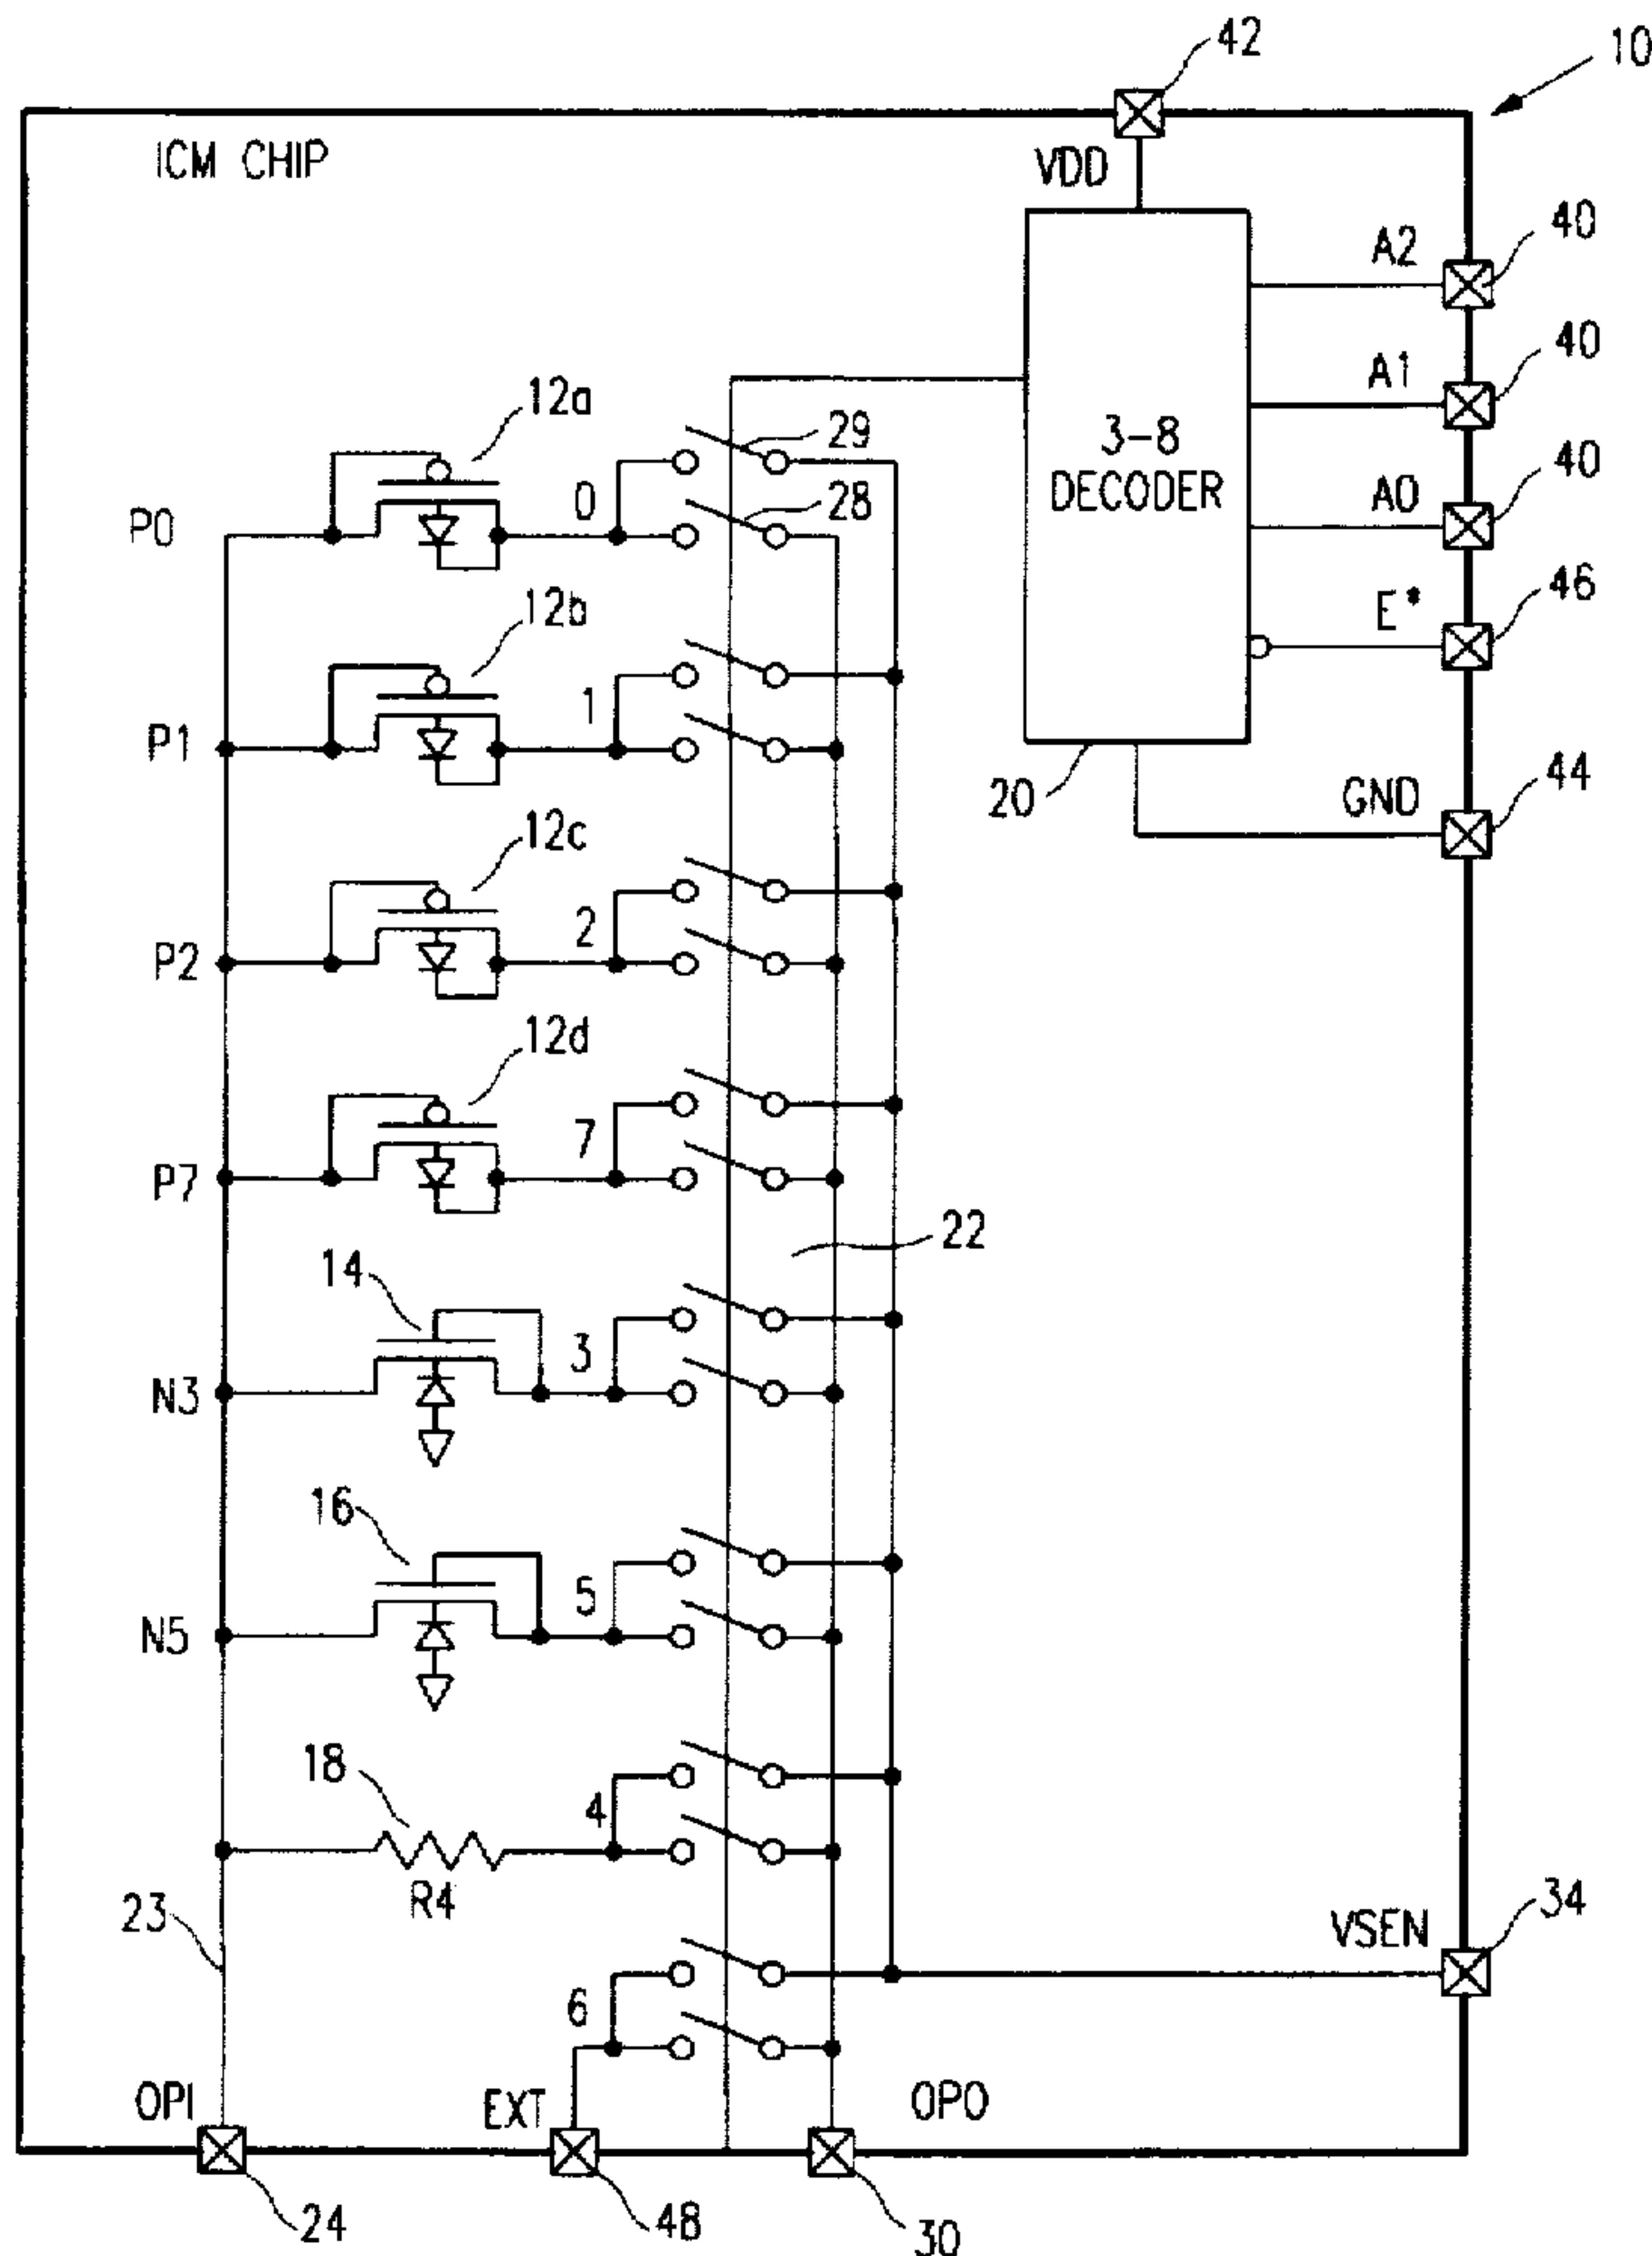 42
10
ICM CHIP
VDD
A2
40
A1
40
3-8
DECODER
12a
29
A0
40
P0
0
28
E*
46
12b
P1
1
20
GND
44
12c
P2
2
12d
P7
7
22
14
N3
3
16
N5
5
18
4
R4
23
VSEN
34
6
OPI
EXT
OPO
24
48
30